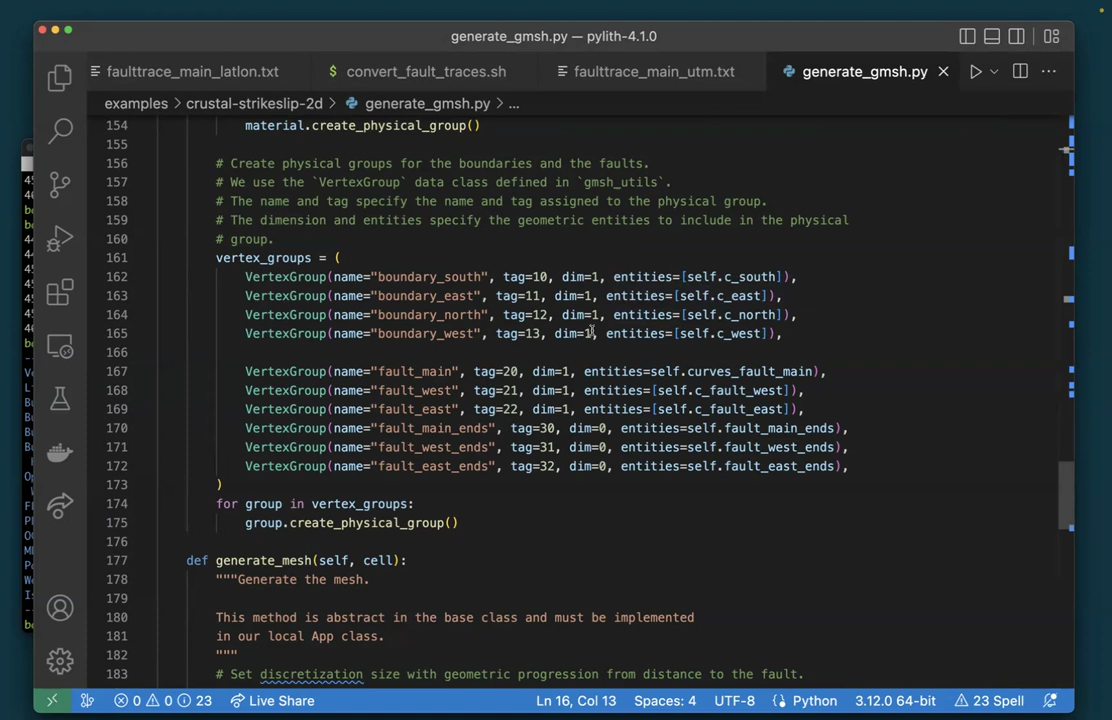 generate_gmsh.py — pylith-4.1.0
faulttrace_main_latlon.txt
$ convert_fault_traces.sh
faulttrace_main_utm.txt
generate_gmsh.py
examples > crustal-strikeslip-2d > generate_gmsh.py > ...
154 material.create_physical_group()
155
156 # Create physical groups for the boundaries and the faults.
157 # We use the `VertexGroup` data class defined in `gmsh_utils`.
158 # The name and tag specify the name and tag assigned to the physical group.
159 # The dimension and entities specify the geometric entities to include in the physical
160 # group.
161 vertex_groups = (
162 VertexGroup(name="boundary_south", tag=10, dim=1, entities=[self.c_south]),
163 VertexGroup(name="boundary_east", tag=11, dim=1, entities=[self.c_east]),
164 VertexGroup(name="boundary_north", tag=12, dim=1, entities=[self.c_north]),
165 VertexGroup(name="boundary_west", tag=13, dim=1, entities=[self.c_west]),
166
167 VertexGroup(name="fault_main", tag=20, dim=1, entities=self.curves_fault_main),
168 VertexGroup(name="fault_west", tag=21, dim=1, entities=[self.c_fault_west]),
169 VertexGroup(name="fault_east", tag=22, dim=1, entities=[self.c_fault_east]),
170 VertexGroup(name="fault_main_ends", tag=30, dim=0, entities=self.fault_main_ends),
171 VertexGroup(name="fault_west_ends", tag=31, dim=0, entities=self.fault_west_ends),
172 VertexGroup(name="fault_east_ends", tag=32, dim=0, entities=self.fault_east_ends),
173 )
174 for group in vertex_groups:
175 group.create_physical_group()
176
177 def generate_mesh(self, cell):
178 """Generate the mesh.
179
180 This method is abstract in the base class and must be implemented
181 in our local App class.
182 """
183 # Set discretization size with geometric progression from distance to the fault.
0 0 23 Live Share Ln 16, Col 13 Spaces: 4 UTF-8 Python 3.12.0 64-bit 23 Spell